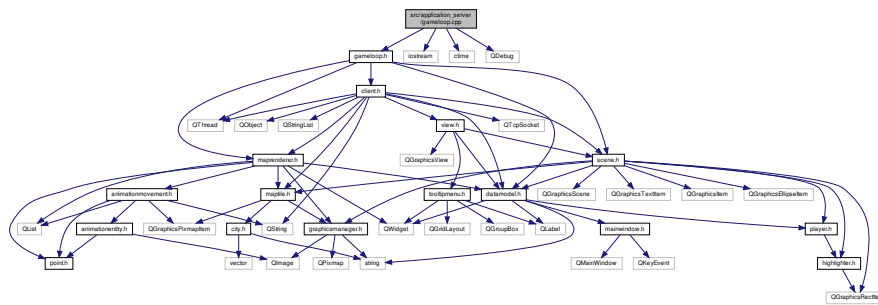 src/application_server
/gameloop.cpp
gameloop.h
iostream
ctime
QDebug
client.h
QThread
QObject
QStringList
view.h
QTcpSocket
QGraphicsView
maprenderer.h
scene.h
animationmovement.h
maptile.h
tooltipmenu.h
datamodel.h
QGraphicsScene
QGraphicsTextItem
QGraphicsItem
QGraphicsEllipseItem
QList
animationentity.h
QGraphicsPixmapItem
city.h
QString
graphicsmanager.h
QWidget
QGridLayout
QGroupBox
QLabel
mainwindow.h
player.h
point.h
vector
QImage
QPixmap
string
QMainWindow
QKeyEvent
highlighter.h
QGraphicsRectIte